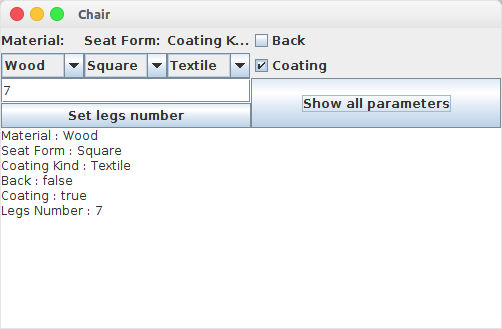 Chair
Material: Seat Form: Coating K... Back
Wood Square Textile Coating
7
Set legs number Show all parameters
Material : Wood
Seat Form : Square
Coating Kind : Textile
Back : false
Coating : true
Legs Number : 7